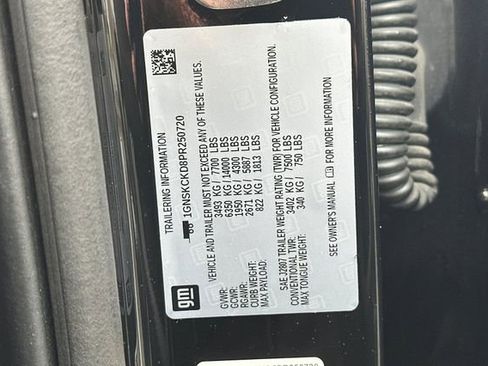 TRAILERING INFORMATION
1GNSKCKD8PR250720
VEHICLE AND TRAILER MUST NOT EXCEED ANY OF THESE VALUES.
GVWR: 3493 KG / 7700 LBS
GCWR: 6350 KG / 14000 LBS
RGAWR: 1950 KG / 4300 LBS
CURB WEIGHT: 2671 KG / 5887 LBS
MAX PAYLOAD: 822 KG / 1813 LBS
SAE J2807 TRAILER WEIGHT RATING (TWR) FOR VEHICLE CONFIGURATION.
CONVENTIONAL TWR: 3402 KG / 7500 LBS
MAX TONGUE WEIGHT: 340 KG / 750 LBS
SEE OWNER'S MANUAL FOR MORE INFORMATION
gm